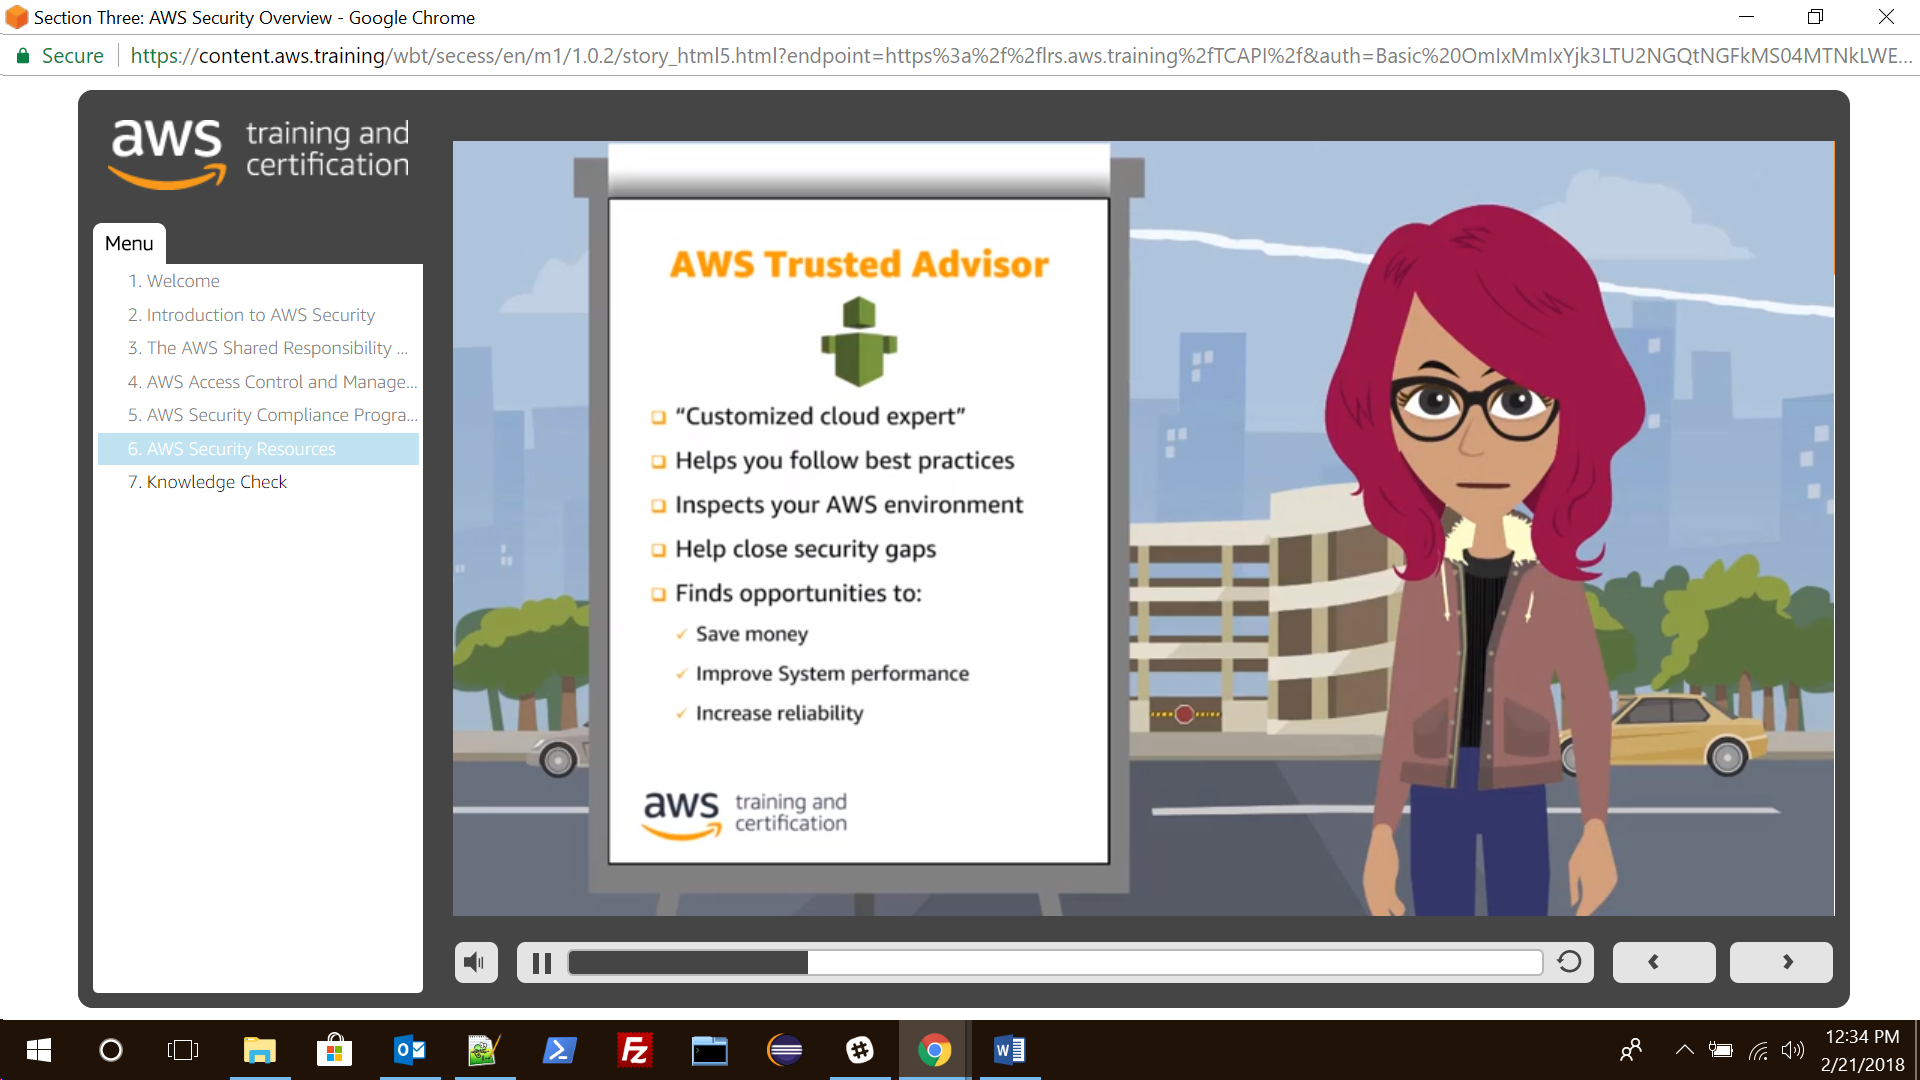 Section Three: AWS Security Overview - Google Chrome
Secure
https://content.aws.training/wbt/secess/en/m1/1.0.2/story_html5.html?endpoint=https%3a%2f%2flrs.aws.training%2fTCAPI%2f&auth=Basic%20OmIxMmIxYjk3LTU2NGQtNGFkMS04MTNkLWE...
aws training and
certification
Menu
1. Welcome
2. Introduction to AWS Security
3. The AWS Shared Responsibility ...
4. AWS Access Control and Manage...
5. AWS Security Compliance Progra...
6. AWS Security Resources
7. Knowledge Check
AWS Trusted Advisor
“Customized cloud expert”
Helps you follow best practices
Inspects your AWS environment
Help close security gaps
Finds opportunities to:
Save money
Improve System performance
Increase reliability
aws training and
certification
12:34 PM
2/21/2018